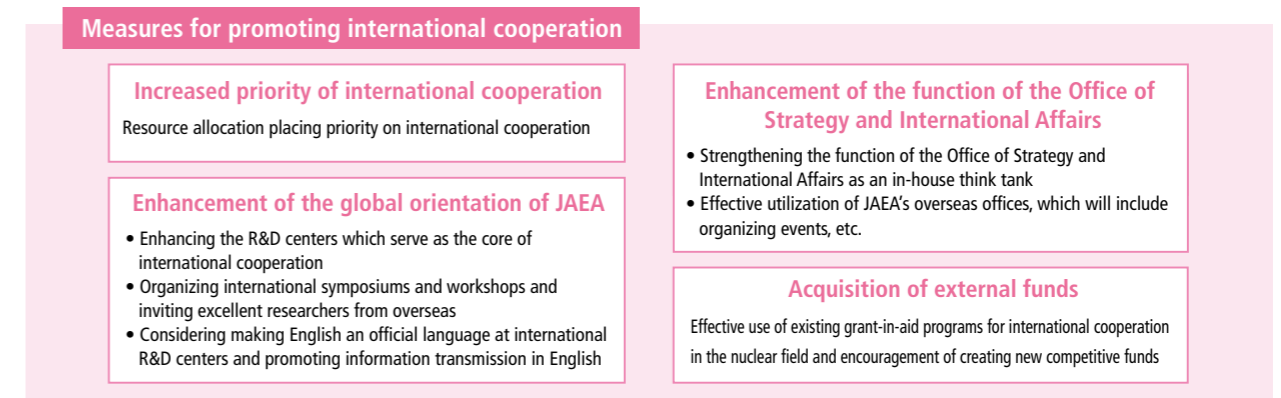 Measures for promoting international cooperation
Increased priority of international cooperation
Resource allocation placing priority on international cooperation
Enhancement of the global orientation of JAEA
• Enhancing the R&D centers which serve as the core of
international cooperation
• Organizing international symposiums and workshops and
inviting excellent researchers from overseas
• Considering making English an official language at international
R&D centers and promoting information transmission in English
Enhancement of the function of the Office of
Strategy and International Affairs
• Strengthening the function of the Office of Strategy and
International Affairs as an in-house think tank
• Effective utilization of JAEA's overseas offices, which will include
organizing events, etc.
Acquisition of external funds
Effective use of existing grant-in-aid programs for international cooperation
in the nuclear field and encouragement of creating new competitive funds